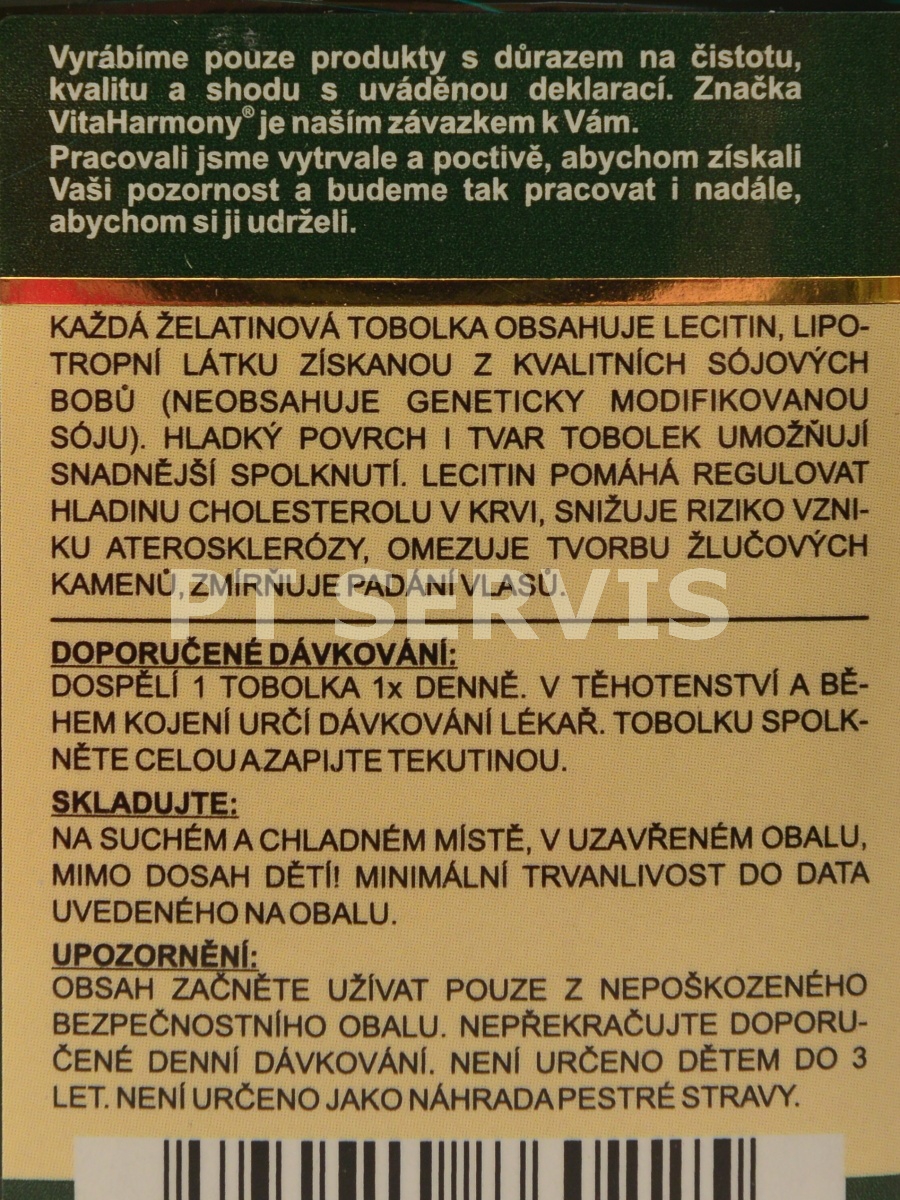 Vyrábíme pouze produkty s důrazem na čistotu,
kvalitu a shodu s uváděnou deklarací. Značka
VitaHarmony® je naším závazkem k Vám.
Pracovali jsme vytrvale a poctivě, abychom získali
Vaši pozornost a budeme tak pracovat i nadále,
abychom si ji udrželi.
KAŽDÁ ŽELATINOVÁ TOBOLKA OBSAHUJE LECITIN, LIPO-
TROPNÍ LÁTKU ZÍSKANOU Z KVALITNÍCH SÓJOVÝCH
BOBŮ (NEOBSAHUJE GENETICKY MODIFIKOVANOU
SÓJU). HLADKÝ POVRCH I TVAR TOBOLEK UMOŽŇUJÍ
SNADNĚJŠÍ SPOLKNUTÍ. LECITIN POMÁHÁ REGULOVAT
HLADINU CHOLESTEROLU V KRVI, SNIŽUJE RIZIKO VZNI-
KU ATEROSKLERÓZY, OMEZUJE TVORBU ŽLUČOVÝCH
KAMENŮ, ZMÍRŇUJE PADÁNÍ VLASŮ.
PT SERVIS
DOPORUČENÉ DÁVKOVÁNÍ:
DOSPĚLÍ 1 TOBOLKA 1x DENNĚ. V TĚHOTENSTVÍ A BĚ-
HEM KOJENÍ URČÍ DÁVKOVÁNÍ LÉKAŘ. TOBOLKU SPOLK-
NĚTE CELOU A ZAPIJTE TEKUTINOU.
SKLADUJTE:
NA SUCHÉM A CHLADNÉM MÍSTĚ, V UZAVŘENÉM OBALU,
MIMO DOSAH DĚTÍ! MINIMÁLNÍ TRVANLIVOST DO DATA
UVEDENÉHO NA OBALU.
UPOZORNĚNÍ:
OBSAH ZAČNĚTE UŽÍVAT POUZE Z NEPOŠKOZENÉHO
BEZPEČNOSTNÍHO OBALU. NEPŘEKRAČUJTE DOPORU-
ČENÉ DENNÍ DÁVKOVÁNÍ. NENÍ URČENO DĚTEM DO 3
LET. NENÍ URČENO JAKO NÁHRADA PESTRÉ STRAVY.